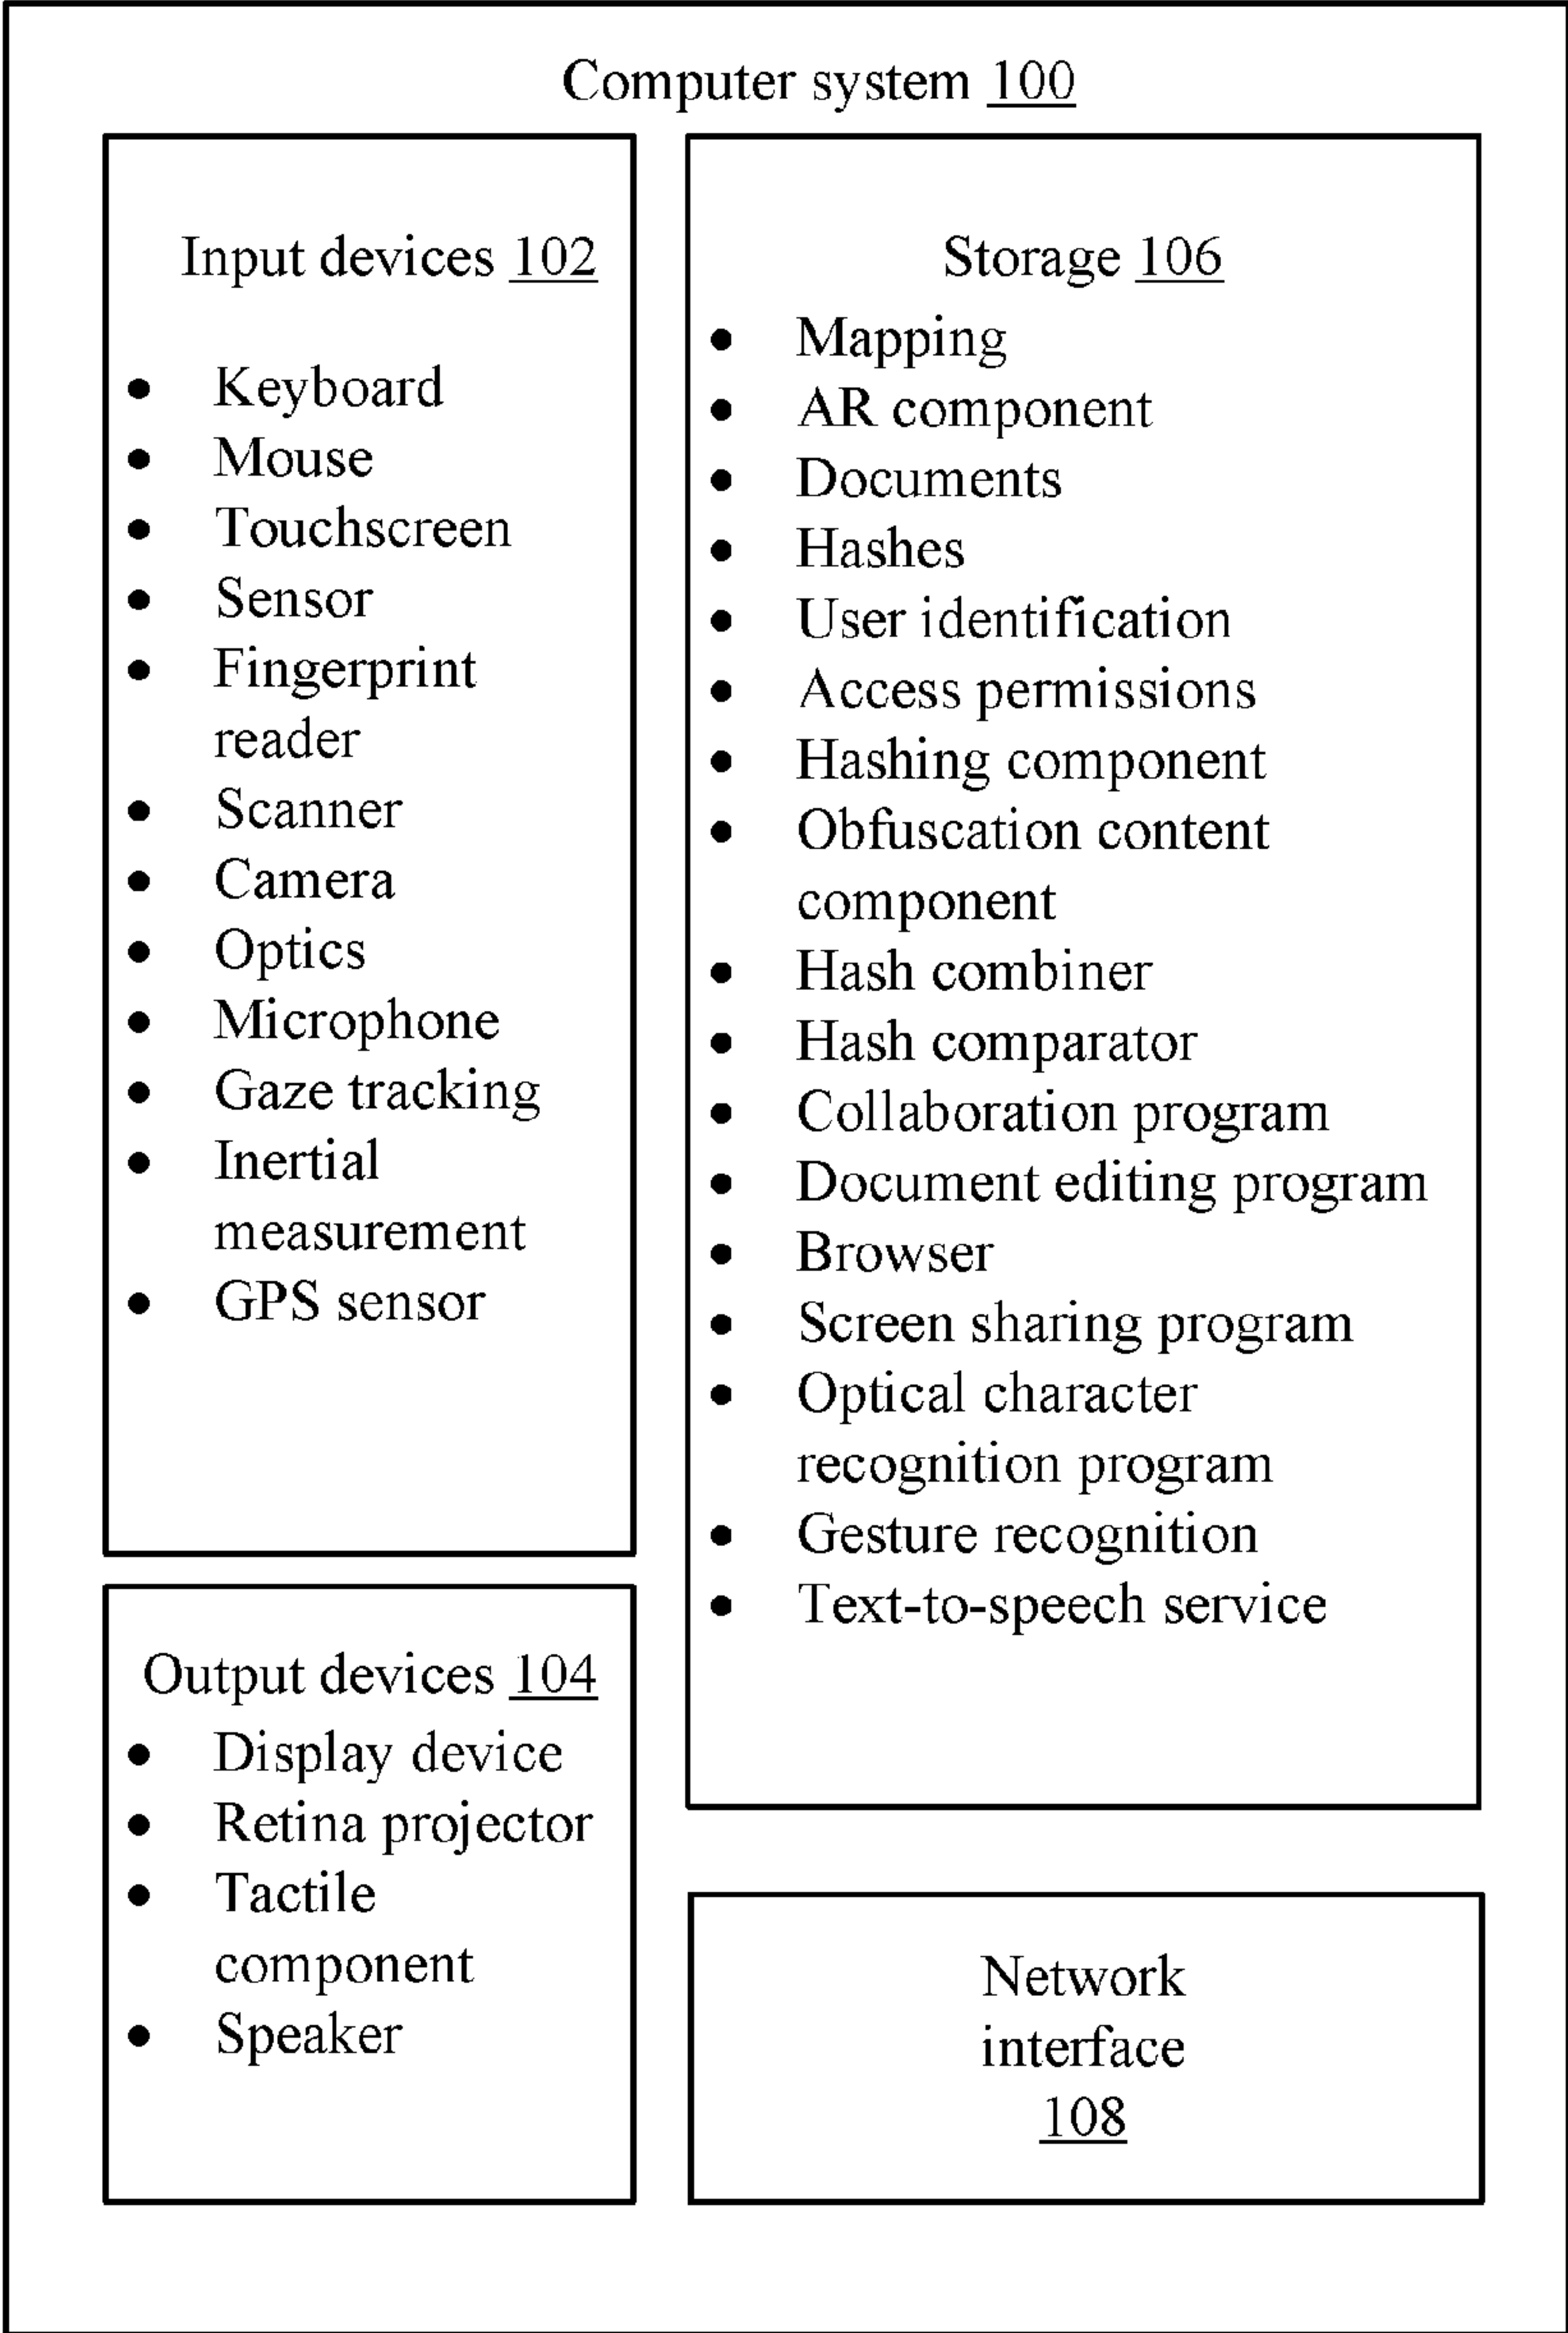 Computer system 100
Input devices 102
• Keyboard
• Mouse
• Touchscreen
• Sensor
• Fingerprint
reader
• Scanner
• Camera
• Optics
• Microphone
• Gaze tracking
• Inertial
measurement
• GPS sensor
Output devices 104
• Display device
• Retina projector
• Tactile
component
• Speaker
Storage 106
• Mapping
• AR component
• Documents
• Hashes
• User identification
• Access permissions
• Hashing component
• Obfuscation content
component
• Hash combiner
• Hash comparator
• Collaboration program
• Document editing program
• Browser
• Screen sharing program
• Optical character
recognition program
• Gesture recognition
• Text-to-speech service
Network
interface
108